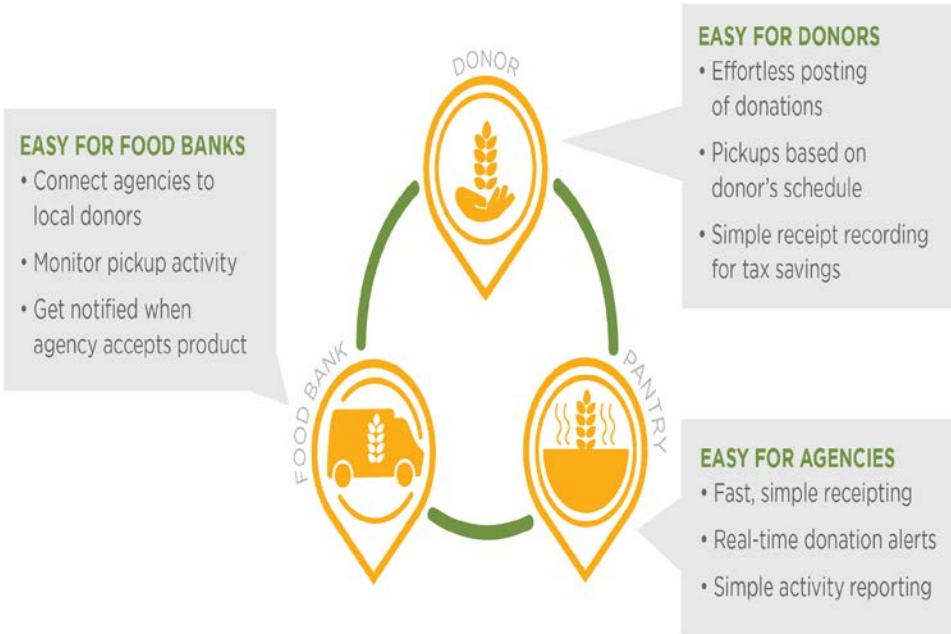 DONOR
EASY FOR DONORS
• Effortless posting
of donations
• Pickups based on
donor's schedule
• Simple receipt recording
for tax savings
EASY FOR FOOD BANKS
• Connect agencies to
local donors
• Monitor pickup activity
• Get notified when
agency accepts product
FOOD BANK
PANTRY
EASY FOR AGENCIES
• Fast, simple receipting
• Real-time donation alerts
• Simple activity reporting